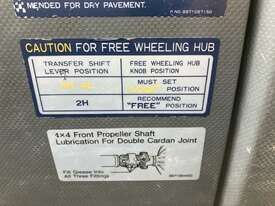 MENDED FOR DRY PAVEMENT.
CAUTION FOR FREE WHEELING HUB
TRANSFER SHIFT LEVER POSITION
FREE WHEELING HUB KNOB POSITION
MUST SET
2H
RECOMMEND "FREE" POSITION
4×4 Front Propeller Shaft
Lubrication For Double Cardan Joint
Fill Grease Into
All Three Fittings